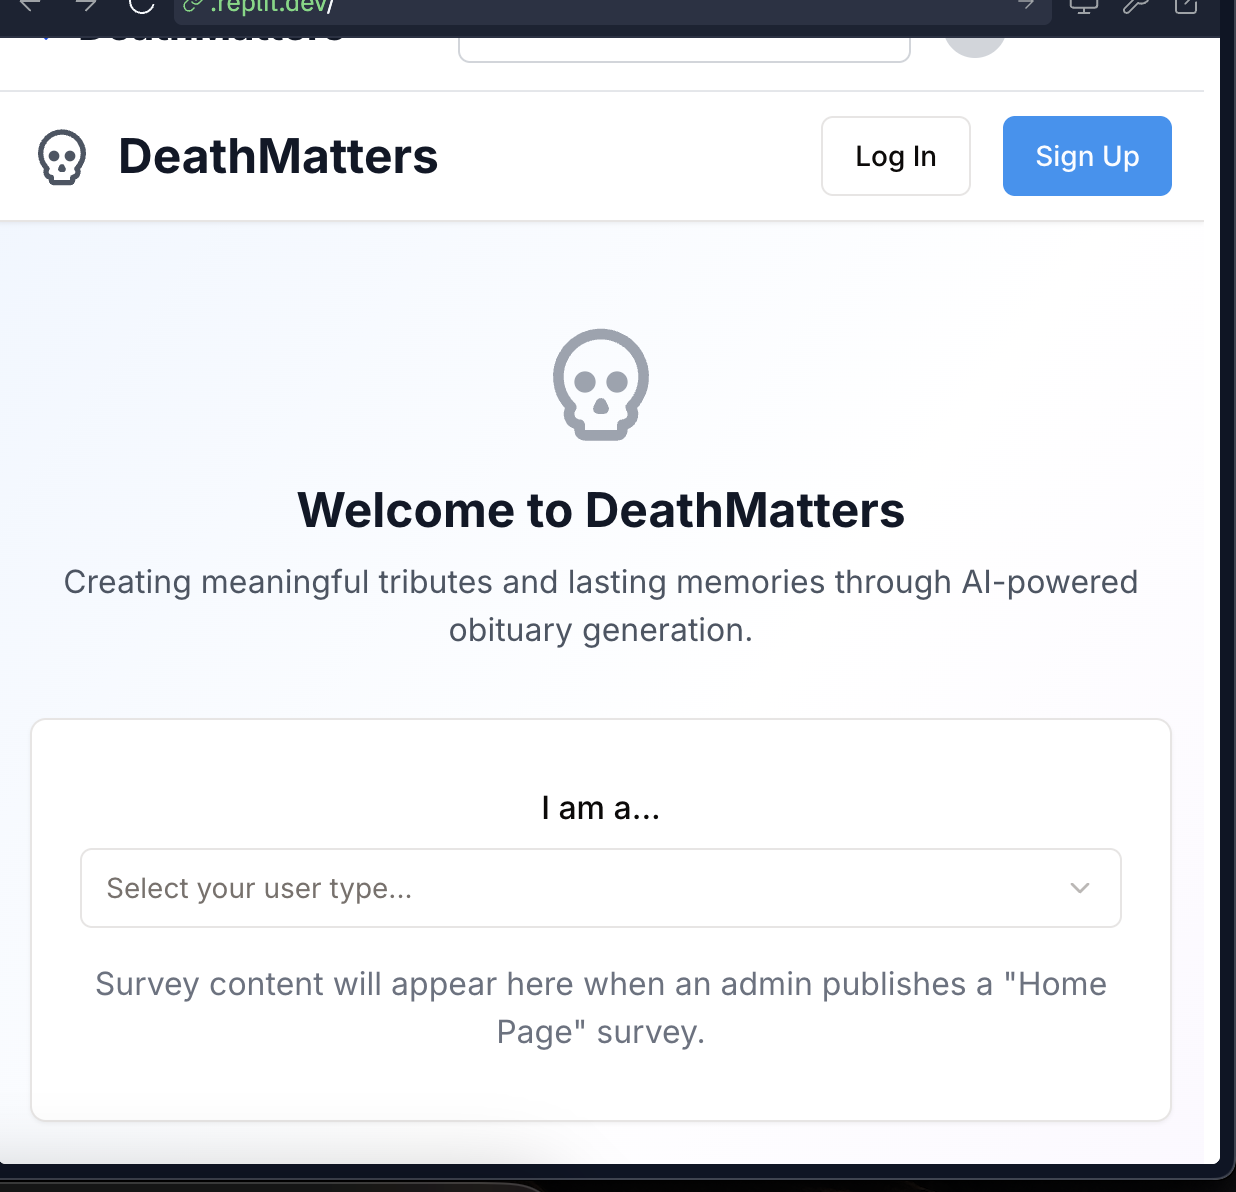 .replit.dev/
DeathMatters
DeathMatters
Log In
Sign Up
Welcome to DeathMatters
Creating meaningful tributes and lasting memories through AI-powered
obituary generation.
I am a...
Select your user type...
Survey content will appear here when an admin publishes a "Home
Page" survey.